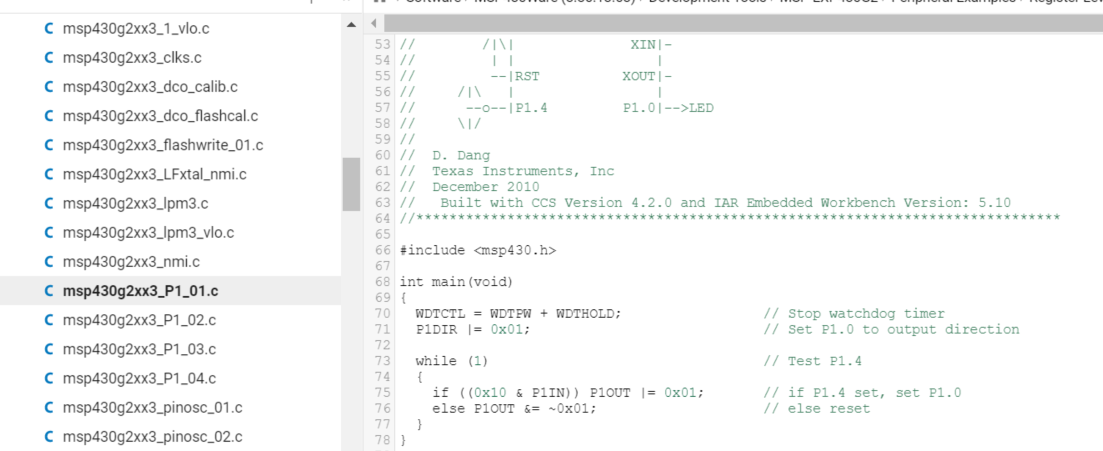 msp430g2xx3_1_vlo.c
msp430g2xx3_clks.c
msp430g2xx3_dco_calib.c
msp430g2xx3_dco_flashcal.c
msp430g2xx3_flashwrite_01.c
msp430g2xx3_LFxtal_nmi.c
msp430g2xx3_lpm3.c
msp430g2xx3_lpm3_vlo.c
msp430g2xx3_nmi.c
msp430g2xx3_P1_01.c
msp430g2xx3_P1_02.c
msp430g2xx3_P1_03.c
msp430g2xx3_P1_04.c
msp430g2xx3_pinosc_01.c
msp430g2xx3_pinosc_02.c
53 //        /|\|              XIN|-
54 //         | |                 |
55 //         --|RST          XOUT|-
56 //     /|\   |                 |
57 //      --o--|P1.4         P1.0|-->LED
58 //     \|/
59 //
60 //  D. Dang
61 //  Texas Instruments, Inc
62 //  December 2010
63 //   Built with CCS Version 4.2.0 and IAR Embedded Workbench Version: 5.10
64 //******************************************************************************
65
66 #include <msp430.h>
67
68 int main(void)
69 {
70   WDTCTL = WDTPW + WDTHOLD;                 // Stop watchdog timer
71   P1DIR |= 0x01;                            // Set P1.0 to output direction
72
73   while (1)                                 // Test P1.4
74   {
75     if ((0x10 & P1IN)) P1OUT |= 0x01;       // if P1.4 set, set P1.0
76     else P1OUT &= ~0x01;                    // else reset
77   }
78 }